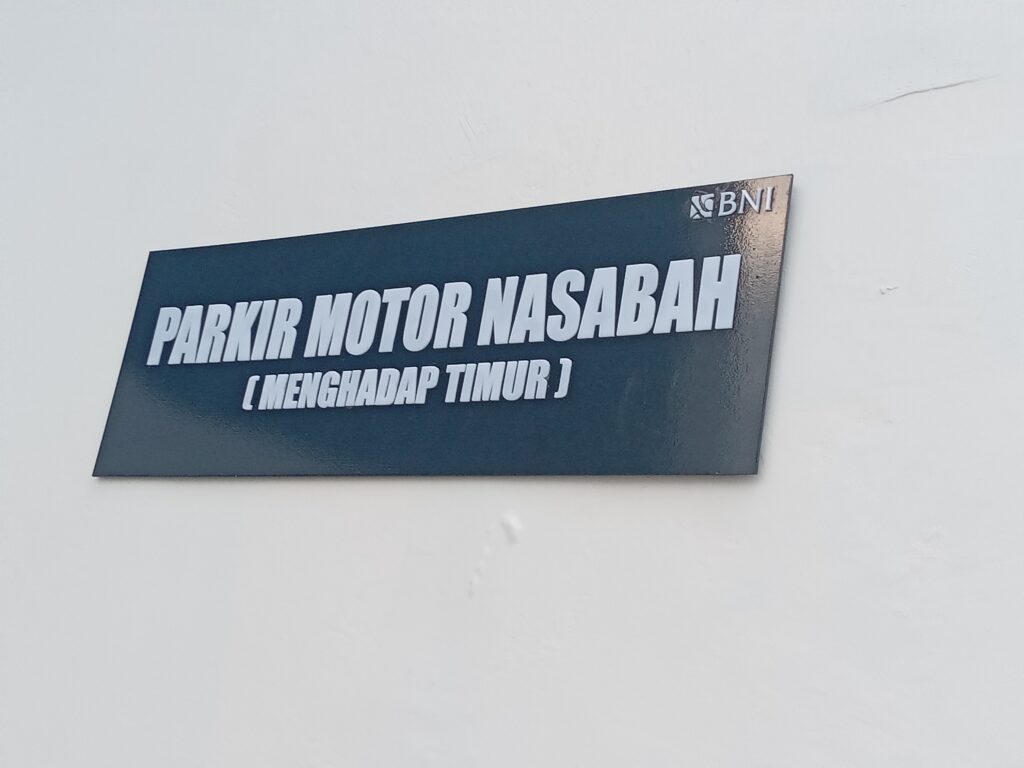 BNI
PARKIR MOTOR NASABAH
( MENGHADAP TIMUR )